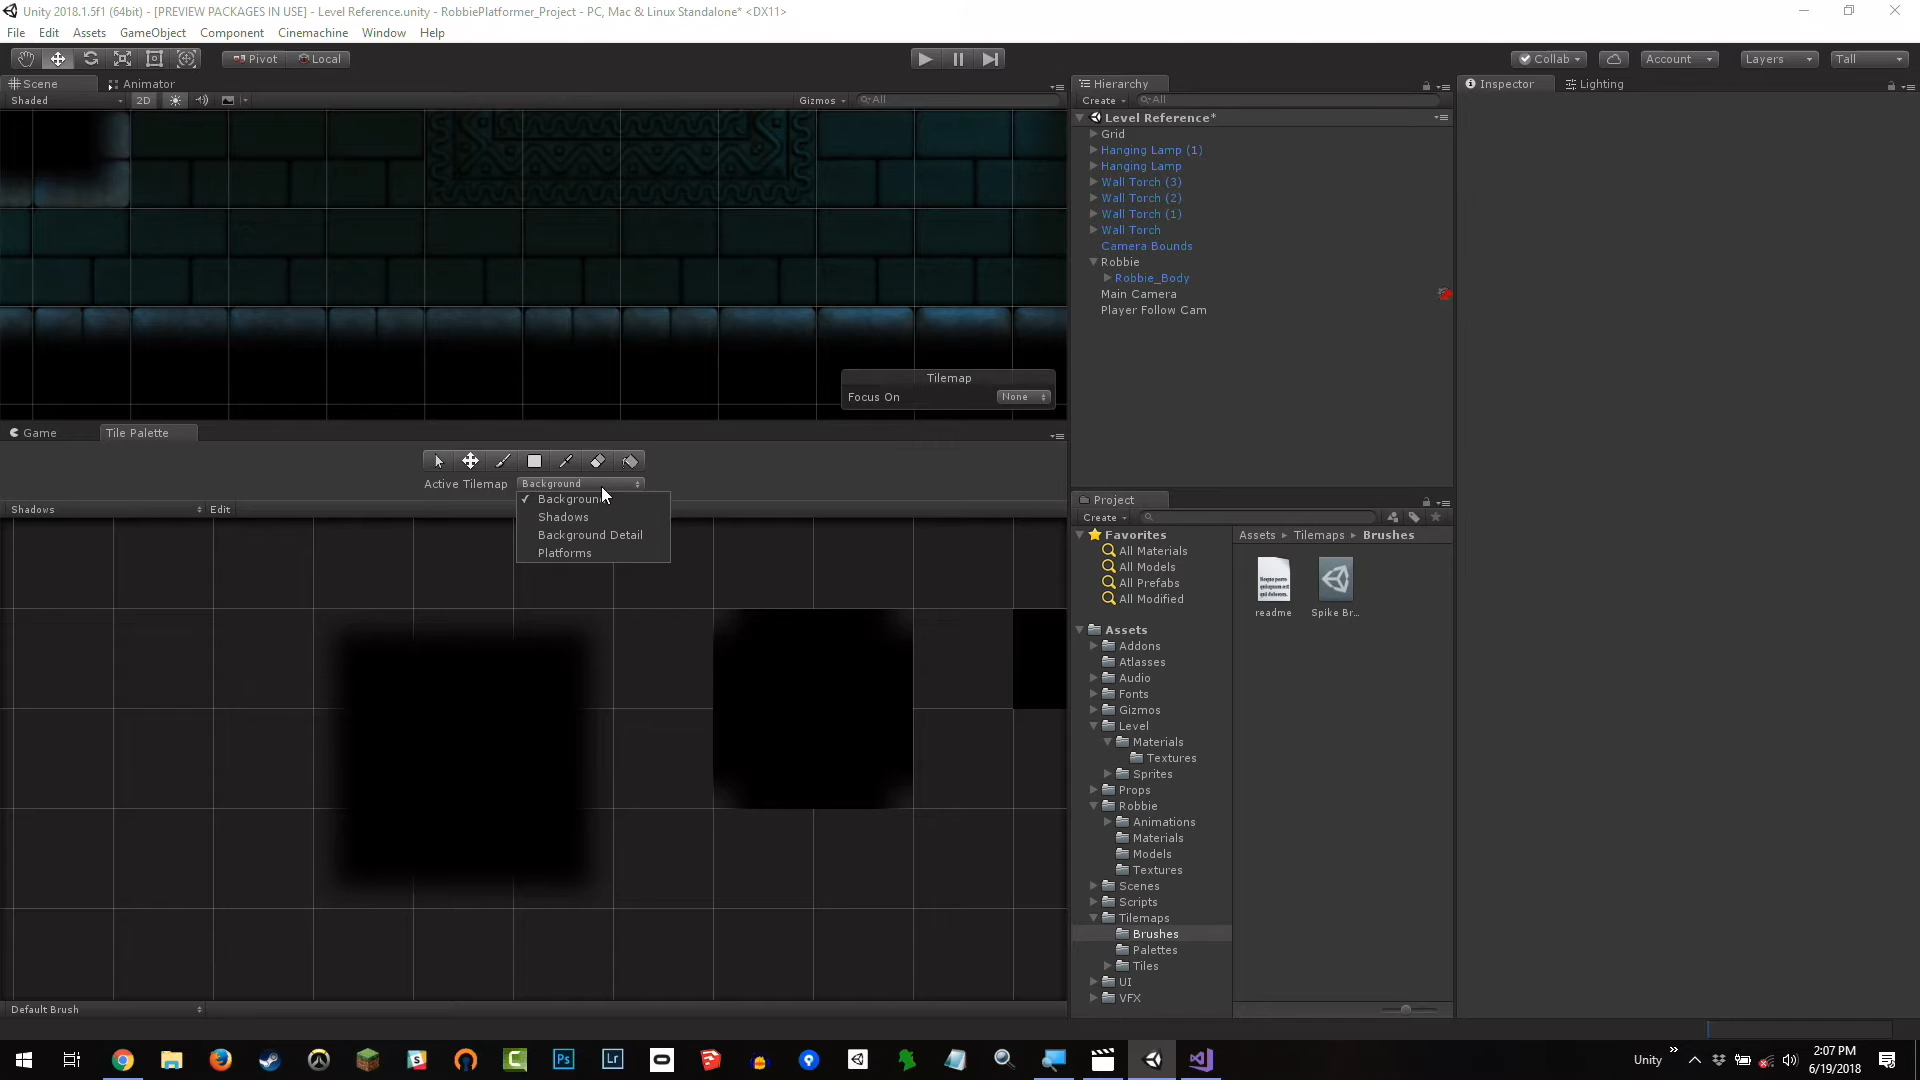 Unity 2018.1.5f1 (64bit) - [PREVIEW PACKAGES IN USE] - Level Reference.unity - RobbiePlatformer_Project - PC, Mac & Linux Standalone* <DX11>
File Edit Assets GameObject Component Cinemachine Window Help
Pivot Local Collab Account Layers Tall
Scene Animator
Shaded 2D Gizmos All
Tilemap
Focus On None
Game Tile Palette
Active Tilemap Background
Background
Shadows
Background Detail
Platforms
Shadows Edit
Default Brush
Hierarchy
Create All
Level Reference*
Grid
Hanging Lamp (1)
Hanging Lamp
Wall Torch (3)
Wall Torch (2)
Wall Torch (1)
Wall Torch
Camera Bounds
Robbie
Robbie_Body
Main Camera
Player Follow Cam
Project
Create
Favorites
All Materials
All Models
All Prefabs
All Modified
Assets
Addons
Atlasses
Audio
Fonts
Gizmos
Level
Materials
Textures
Sprites
Props
Robbie
Animations
Materials
Models
Textures
Scenes
Scripts
Tilemaps
Brushes
Palettes
Tiles
UI
VFX
Assets Tilemaps Brushes
readme Spike Br...
Inspector Lighting
Unity
2:07 PM
6/19/2018